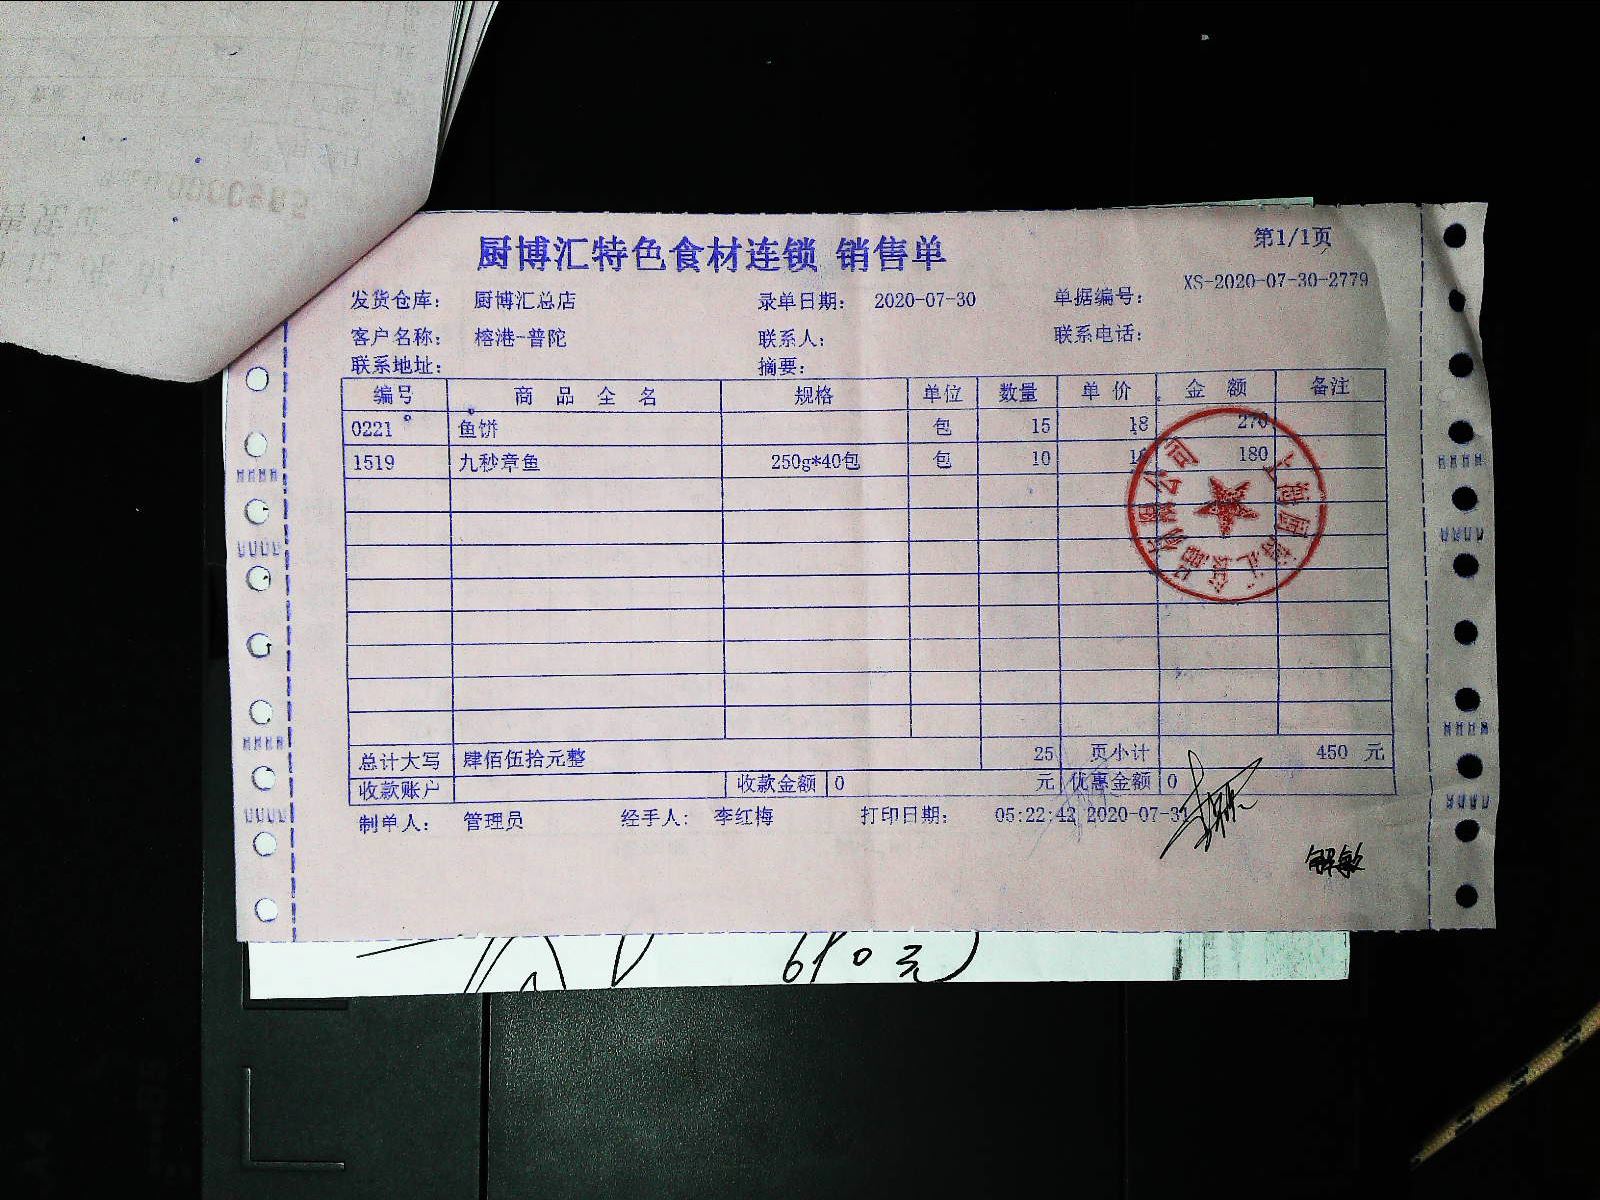 厨博汇特色食材连锁 销售单
第1/1页
发货仓库： 厨博汇总店 录单日期： 2020-07-30 单据编号： XS-2020-07-30-2779
客户名称： 榕港-普陀 联系人： 联系电话：
联系地址： 摘要：
编号 商品全名 规格 单位 数量 单价 金额 备注
0221 鱼饼 包 15 18 270
1519 九秒章鱼 250g*40包 包 10 180
总计大写 肆佰伍拾元整 25 页小计 450 元
收款账户 收款金额 0 元 优惠金额 0
制单人： 管理员 经手人： 李红梅 打印日期： 05:22:42 2020-07-31
解敏